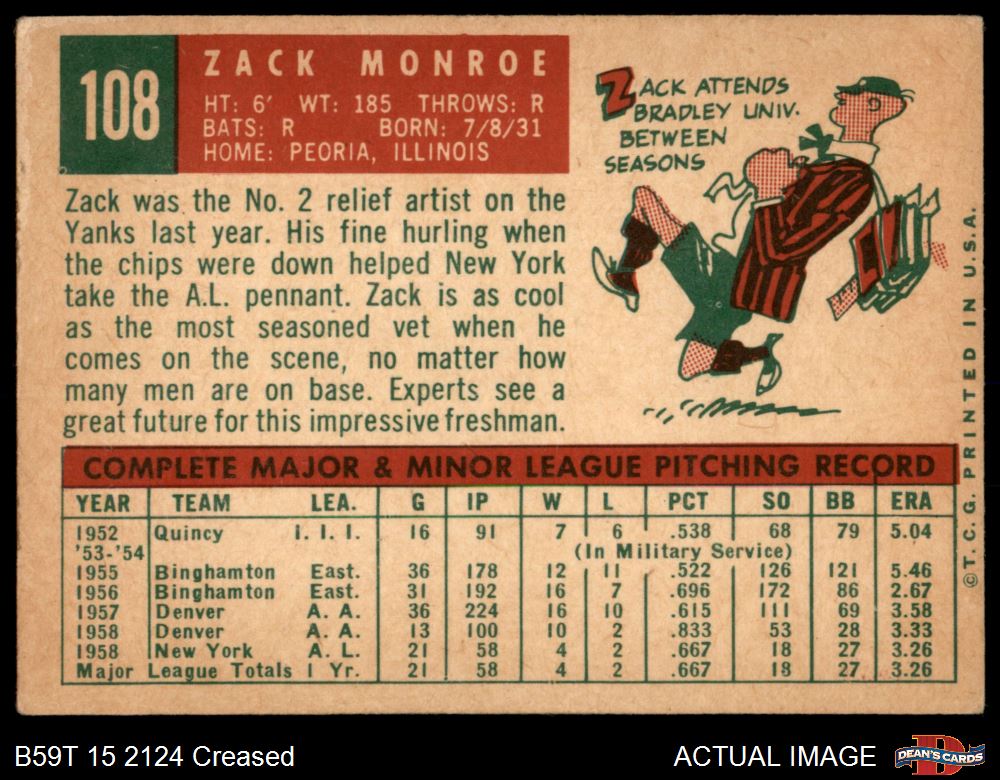 108
ZACK MONROE
HT: 6' WT: 185 THROWS: R
BATS: R BORN: 7/8/31
HOME: PEORIA, ILLINOIS
ZACK ATTENDS
BRADLEY UNIV.
BETWEEN
SEASONS
Zack was the No. 2 relief artist on the
Yanks last year. His fine hurling when
the chips were down helped New York
take the A.L. pennant. Zack is as cool
as the most seasoned vet when he
comes on the scene, no matter how
many men are on base. Experts see a
great future for this impressive freshman.
COMPLETE MAJOR & MINOR LEAGUE PITCHING RECORD
YEAR TEAM LEA. G IP W L PCT SO BB ERA
1952 Quincy I. I. I. 16 91 7 6 .538 68 79 5.04
'53-'54 (In Military Service)
1955 Binghamton East. 36 178 12 11 .522 126 121 5.46
1956 Binghamton East. 31 192 16 7 .696 172 86 2.67
1957 Denver A. A. 36 224 16 10 .615 111 69 3.58
1958 Denver A. A. 13 100 10 2 .833 53 28 3.33
1958 New York A. L. 21 58 4 2 .667 18 27 3.26
Major League Totals 1 Yr. 21 58 4 2 .667 18 27 3.26
©T.C.G. PRINTED IN U.S.A.
B59T 15 2124 Creased
ACTUAL IMAGE
DEAN'S CARDS